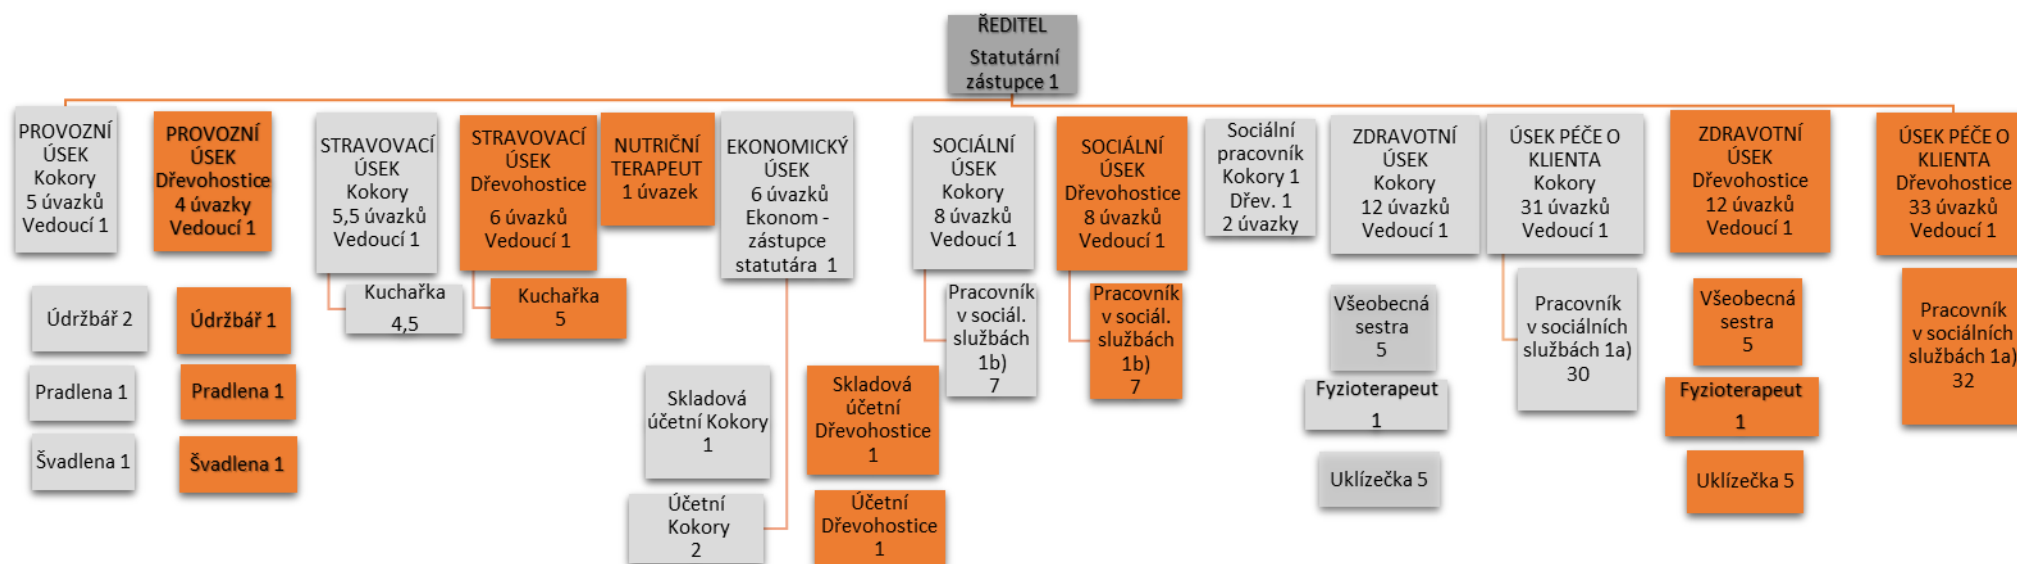 ŘEDITEL
Statutární
zástupce 1
PROVOZNÍ
ÚSEK
Kokory
5 úvazků
Vedoucí 1
PROVOZNÍ
ÚSEK
Dřevohostice
4 úvazky
Vedoucí 1
STRAVOVACÍ
ÚSEK
Kokory
5,5 úvazků
Vedoucí 1
STRAVOVACÍ
ÚSEK
Dřevohostice
6 úvazků
Vedoucí 1
NUTRIČNÍ
TERAPEUT
1 úvazek
EKONOMICKÝ
ÚSEK
6 úvazků
Ekonom -
zástupce
statutára 1
SOCIÁLNÍ
ÚSEK
Kokory
8 úvazků
Vedoucí 1
SOCIÁLNÍ
ÚSEK
Dřevohostice
8 úvazků
Vedoucí 1
Sociální
pracovník
Kokory 1
Dřev. 1
2 úvazky
ZDRAVOTNÍ
ÚSEK
Kokory
12 úvazků
Vedoucí 1
ÚSEK PÉČE O
KLIENTA
Kokory
31 úvazků
Vedoucí 1
ZDRAVOTNÍ
ÚSEK
Dřevohostice
12 úvazků
Vedoucí 1
ÚSEK PÉČE O
KLIENTA
Dřevohostice
33 úvazků
Vedoucí 1
Údržbář 2
Pradlena 1
Švadlena 1
Údržbář 1
Pradlena 1
Švadlena 1
Kuchařka
4,5
Kuchařka
5
Skladová
účetní Kokory
1
Účetní
Kokory
2
Skladová
účetní
Dřevohostice
1
Účetní
Dřevohostice
1
Pracovník
v sociál.
službách
1b)
7
Pracovník
v sociál.
službách
1b)
7
Všeobecná
sestra
5
Fyzioterapeut
1
Uklízečka 5
Pracovník
v sociálních
službách 1a)
30
Všeobecná
sestra
5
Fyzioterapeut
1
Uklízečka 5
Pracovník
v sociálních
službách 1a)
32